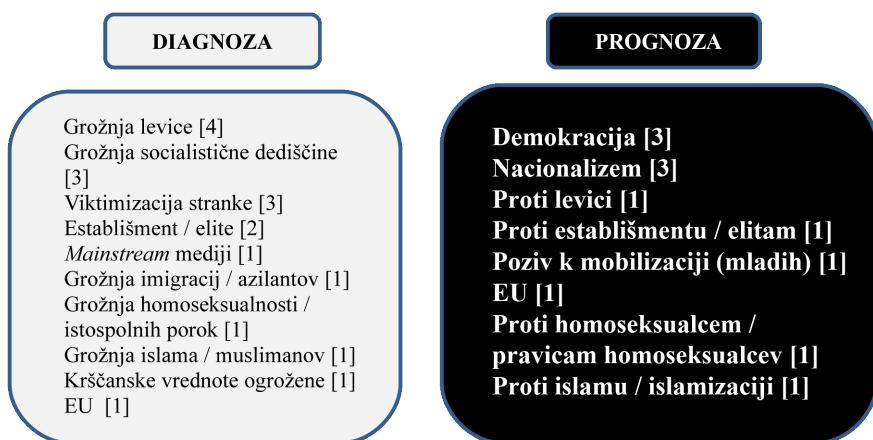 DIAGNOZA
Grožnja levice [4]
Grožnja socialistične dediščine
[3]
Viktimizacija stranke [3]
Establišment / elite [2]
Mainstream mediji [1]
Grožnja imigracij / azilantov [1]
Grožnja homoseksualnosti /
istospolnih porok [1]
Grožnja islama / muslimanov [1]
Krščanske vrednote ogrožene [1]
EU [1]
PROGNOZA
Demokracija [3]
Nacionalizem [3]
Proti levici [1]
Proti establišmentu / elitam [1]
Poziv k mobilizaciji (mladih) [1]
EU [1]
Proti homoseksualcem /
pravicam homoseksualcev [1]
Proti islamu / islamizaciji [1]